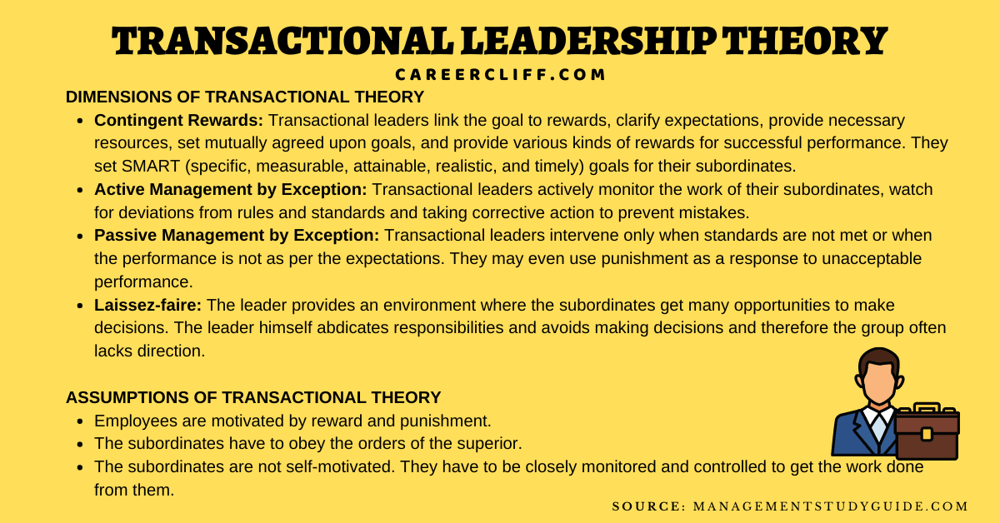 TRANSACTIONAL LEADERSHIP THEORY
CAREERCLIFF.COM
DIMENSIONS OF TRANSACTIONAL THEORY
• Contingent Rewards: Transactional leaders link the goal to rewards, clarify expectations, provide necessary
resources, set mutually agreed upon goals, and provide various kinds of rewards for successful performance. They
set SMART (specific, measurable, attainable, realistic, and timely) goals for their subordinates.
• Active Management by Exception: Transactional leaders actively monitor the work of their subordinates, watch
for deviations from rules and standards and taking corrective action to prevent mistakes.
• Passive Management by Exception: Transactional leaders intervene only when standards are not met or when
the performance is not as per the expectations. They may even use punishment as a response to unacceptable
performance.
• Laissez-faire: The leader provides an environment where the subordinates get many opportunities to make
decisions. The leader himself abdicates responsibilities and avoids making decisions and therefore the group often
lacks direction.
ASSUMPTIONS OF TRANSACTIONAL THEORY
• Employees are motivated by reward and punishment.
• The subordinates have to obey the orders of the superior.
• The subordinates are not self-motivated. They have to be closely monitored and controlled to get the work done
from them.
SOURCE: MANAGEMENTSTUDYGUIDE.COM